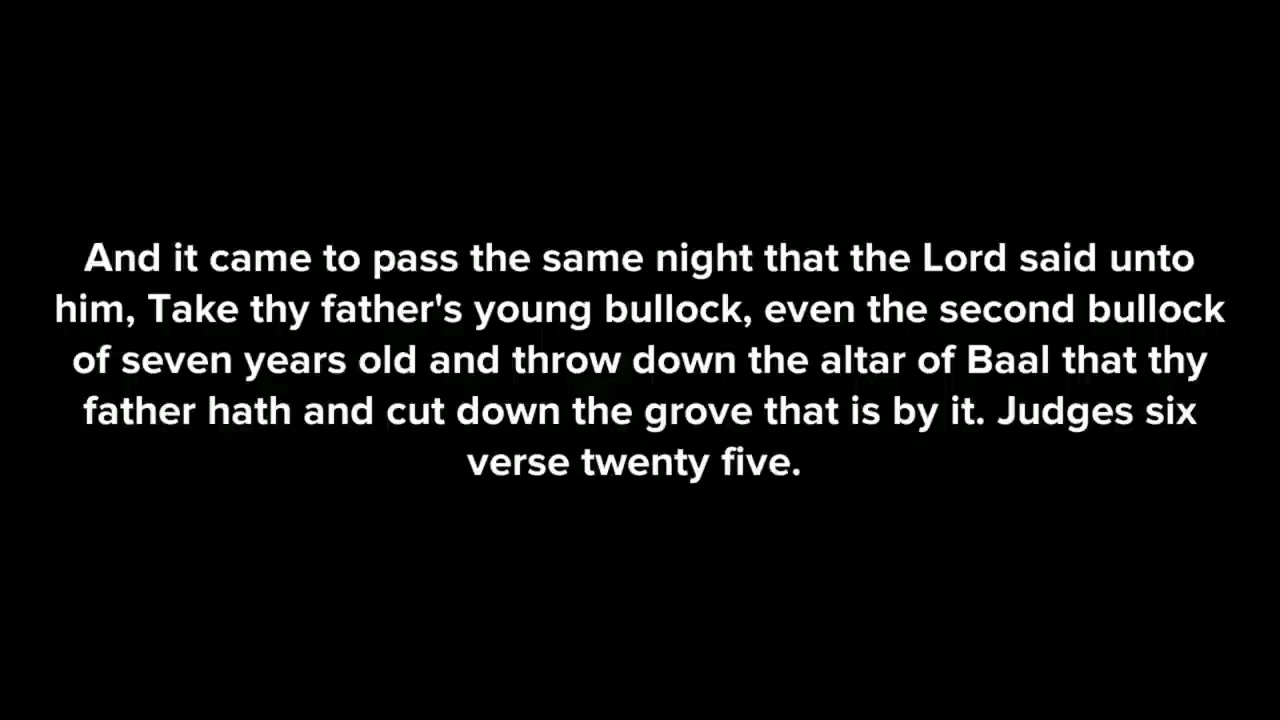 And it came to pass the same night that the Lord said unto
him, Take thy father's young bullock, even the second bullock
of seven years old and throw down the altar of Baal that thy
father hath and cut down the grove that is by it. Judges six
verse twenty five.